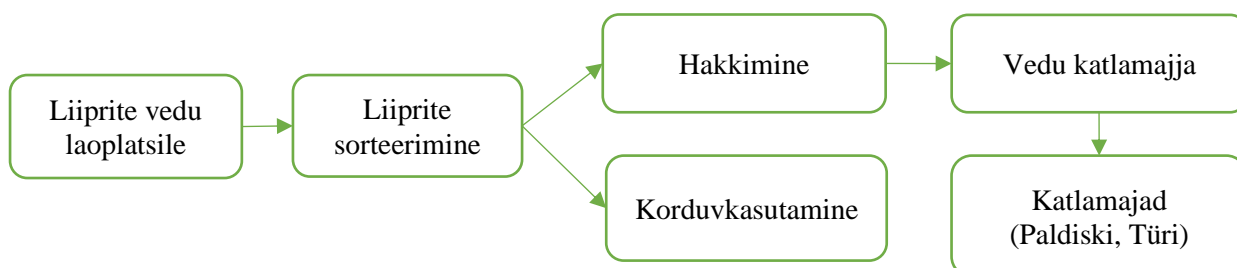 Liiprite vedu
laoplatsile
Liiprite
sorteerimine
Hakkimine
Vedu katlamajja
Korduvkasutamine
Katlamajad
(Paldiski, Türi)